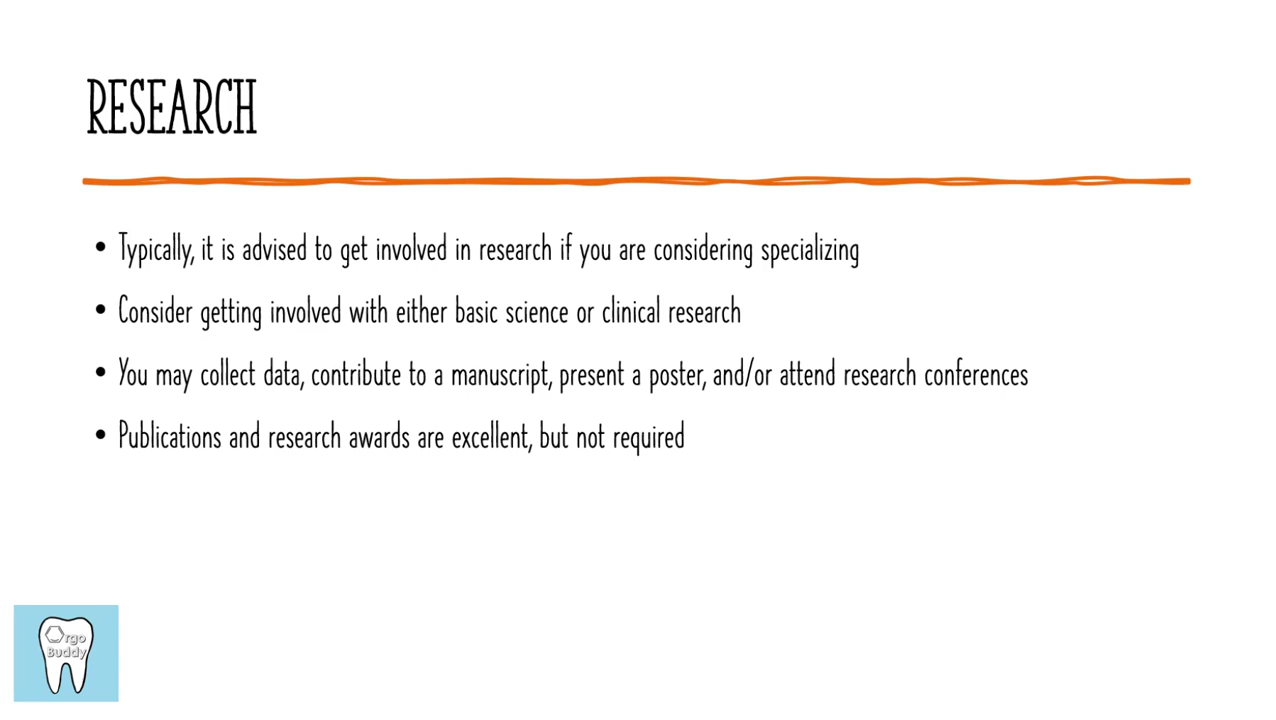 RESEARCH
• Typically, it is advised to get involved in research if you are considering specializing
• Consider getting involved with either basic science or clinical research
• You may collect data, contribute to a manuscript, present a poster, and/or attend research conferences
• Publications and research awards are excellent, but not required
Orgo
Buddy